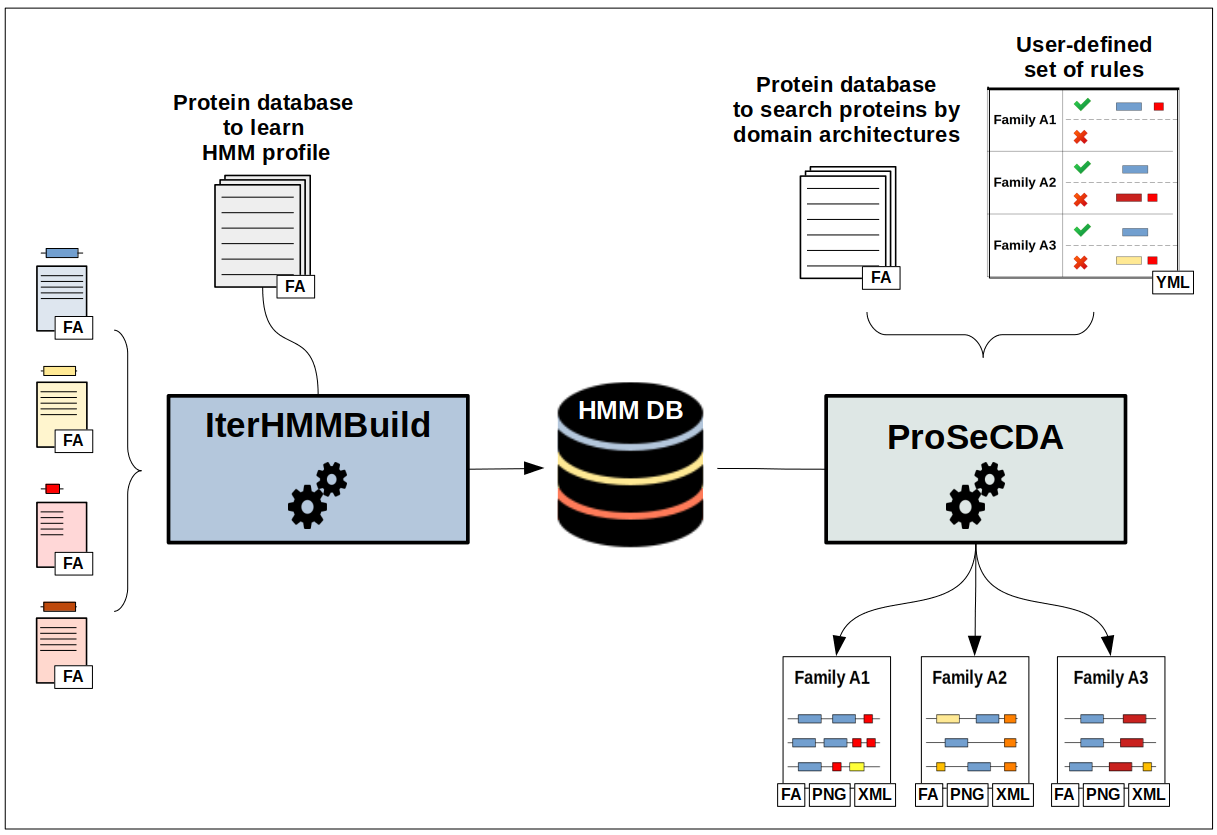 User-defined
set of rules
Protein database
to search proteins by
domain architectures
Protein database
to learn
HMM profile
Family A1
Family A2
Family A3
YML
FA
FA
FA
FA
FA
FA
IterHMMBuild
HMM DB
ProSeCDA
Family A1
FA PNG XML
Family A2
FA PNG XML
Family A3
FA PNG XML